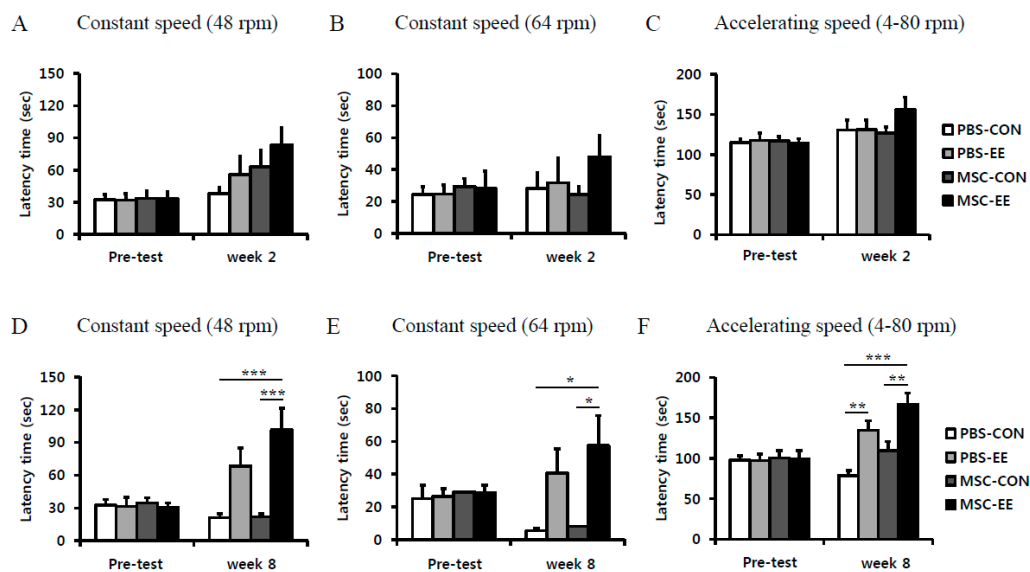 A Constant speed (48 rpm)
B Constant speed (64 rpm)
C Accelerating speed (4-80 rpm)
Latency time (sec)
150
120
90
60
30
0
Pre-test
week 2
Latency time (sec)
100
80
60
40
20
0
Pre-test
week 2
Latency time (sec)
200
150
100
50
0
Pre-test
week 2
PBS-CON
PBS-EE
MSC-CON
MSC-EE
D Constant speed (48 rpm)
E Constant speed (64 rpm)
F Accelerating speed (4-80 rpm)
Latency time (sec)
150
120
90
60
30
0
***
***
Pre-test
week 8
Latency time (sec)
100
80
60
40
20
0
*
*
Pre-test
week 8
Latency time (sec)
200
150
100
50
0
***
**
**
Pre-test
week 8
PBS-CON
PBS-EE
MSC-CON
MSC-EE